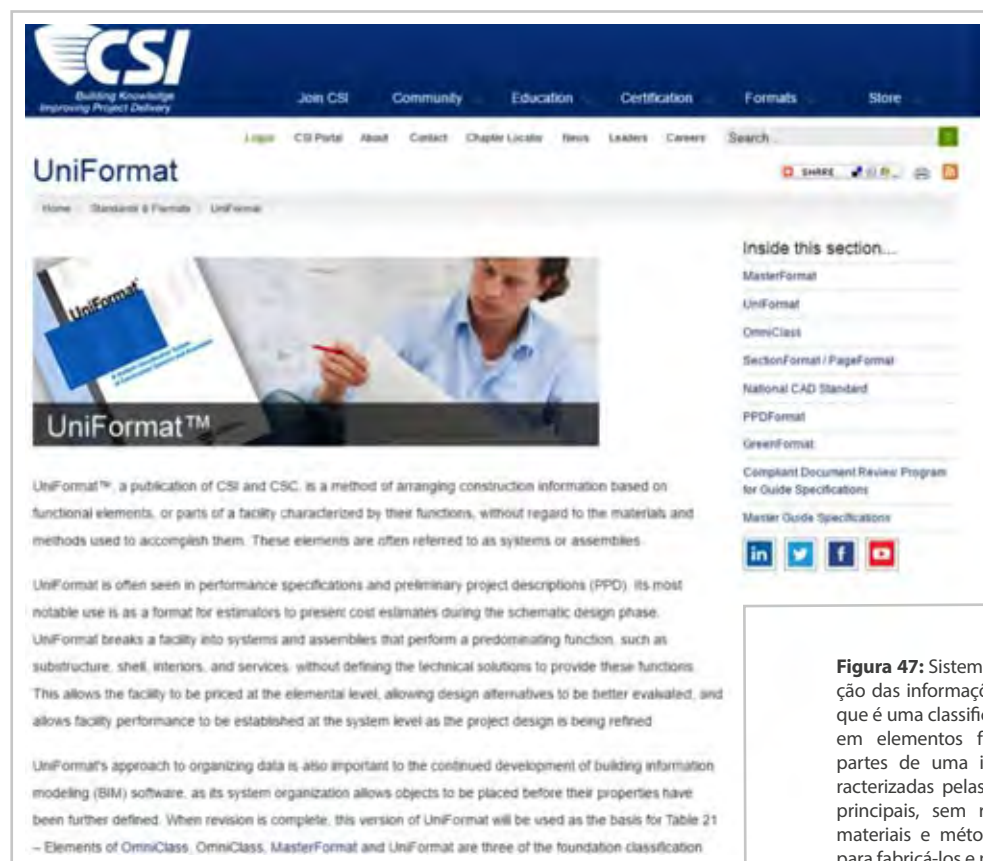 CSI
Building Knowledge
Improving Project Delivery
Join CSI Community Education Certification Formats Store
Login CSI Portal About Contact Chapter Locator News Leaders Careers Search...
UniFormat
SHARE
Home Standards & Formats UniFormat
Inside this section...
MasterFormat
UniFormat
OmniClass
SectionFormat / PageFormat
National CAD Standard
PPDFormat
GreenFormat
Compliant Document Review Program
for Guide Specifications
Master Guide Specifications
UniFormat
UniFormat™
UniFormat™, a publication of CSI and CSC, is a method of arranging construction information based on
functional elements, or parts of a facility characterized by their functions, without regard to the materials and
methods used to accomplish them. These elements are often referred to as systems or assemblies.
UniFormat is often seen in performance specifications and preliminary project descriptions (PPD). Its most
notable use is as a format for estimators to present cost estimates during the schematic design phase.
UniFormat breaks a facility into systems and assemblies that perform a predominating function, such as
substructure, shell, interiors, and services, without defining the technical solutions to provide these functions.
This allows the facility to be priced at the elemental level, allowing design alternatives to be better evaluated, and
allows facility performance to be established at the system level as the project design is being refined.
UniFormat's approach to organizing data is also important to the continued development of building information
modeling (BIM) software, as its system organization allows objects to be placed before their properties have
been further defined. When revision is complete, this version of UniFormat will be used as the basis for Table 21
– Elements of OmniClass. OmniClass, MasterFormat and UniFormat are three of the foundation classification
Figura 47: Sistem
ção das informaçõ
que é uma classific
em elementos f
partes de uma i
racterizadas pelas
principais, sem r
materiais e méto
para fabricá-los e